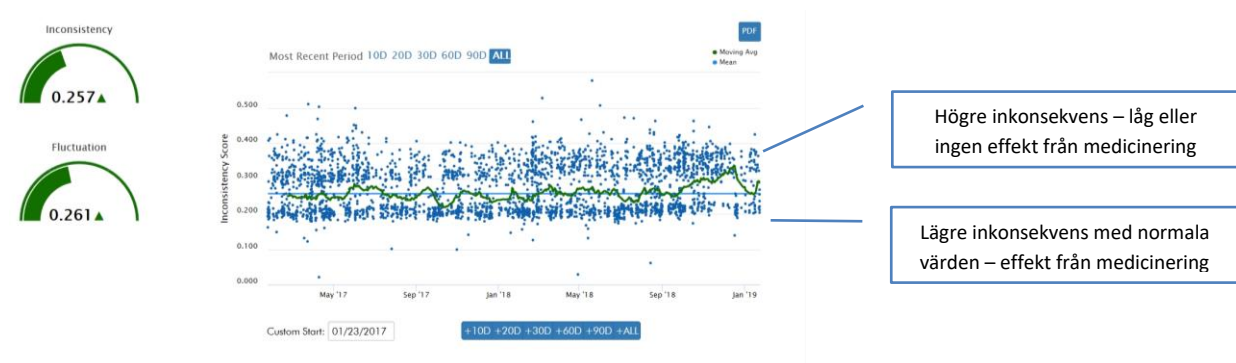 Inconsistency
0.257▲
Fluctuation
0.261▲
PDF
Most Recent Period 10D 20D 30D 60D 90D ALL
Moving Avg
Mean
Inconsistency Score
0.500
0.400
0.300
0.200
0.100
0.000
May '17 Sep '17 Jan '18 May '18 Sep '18 Jan '19
Custom Start: 01/23/2017 +10D +20D +30D +60D +90D +ALL
Högre inkonsekvens – låg eller
ingen effekt från medicinering
Lägre inkonsekvens med normala
värden – effekt från medicinering